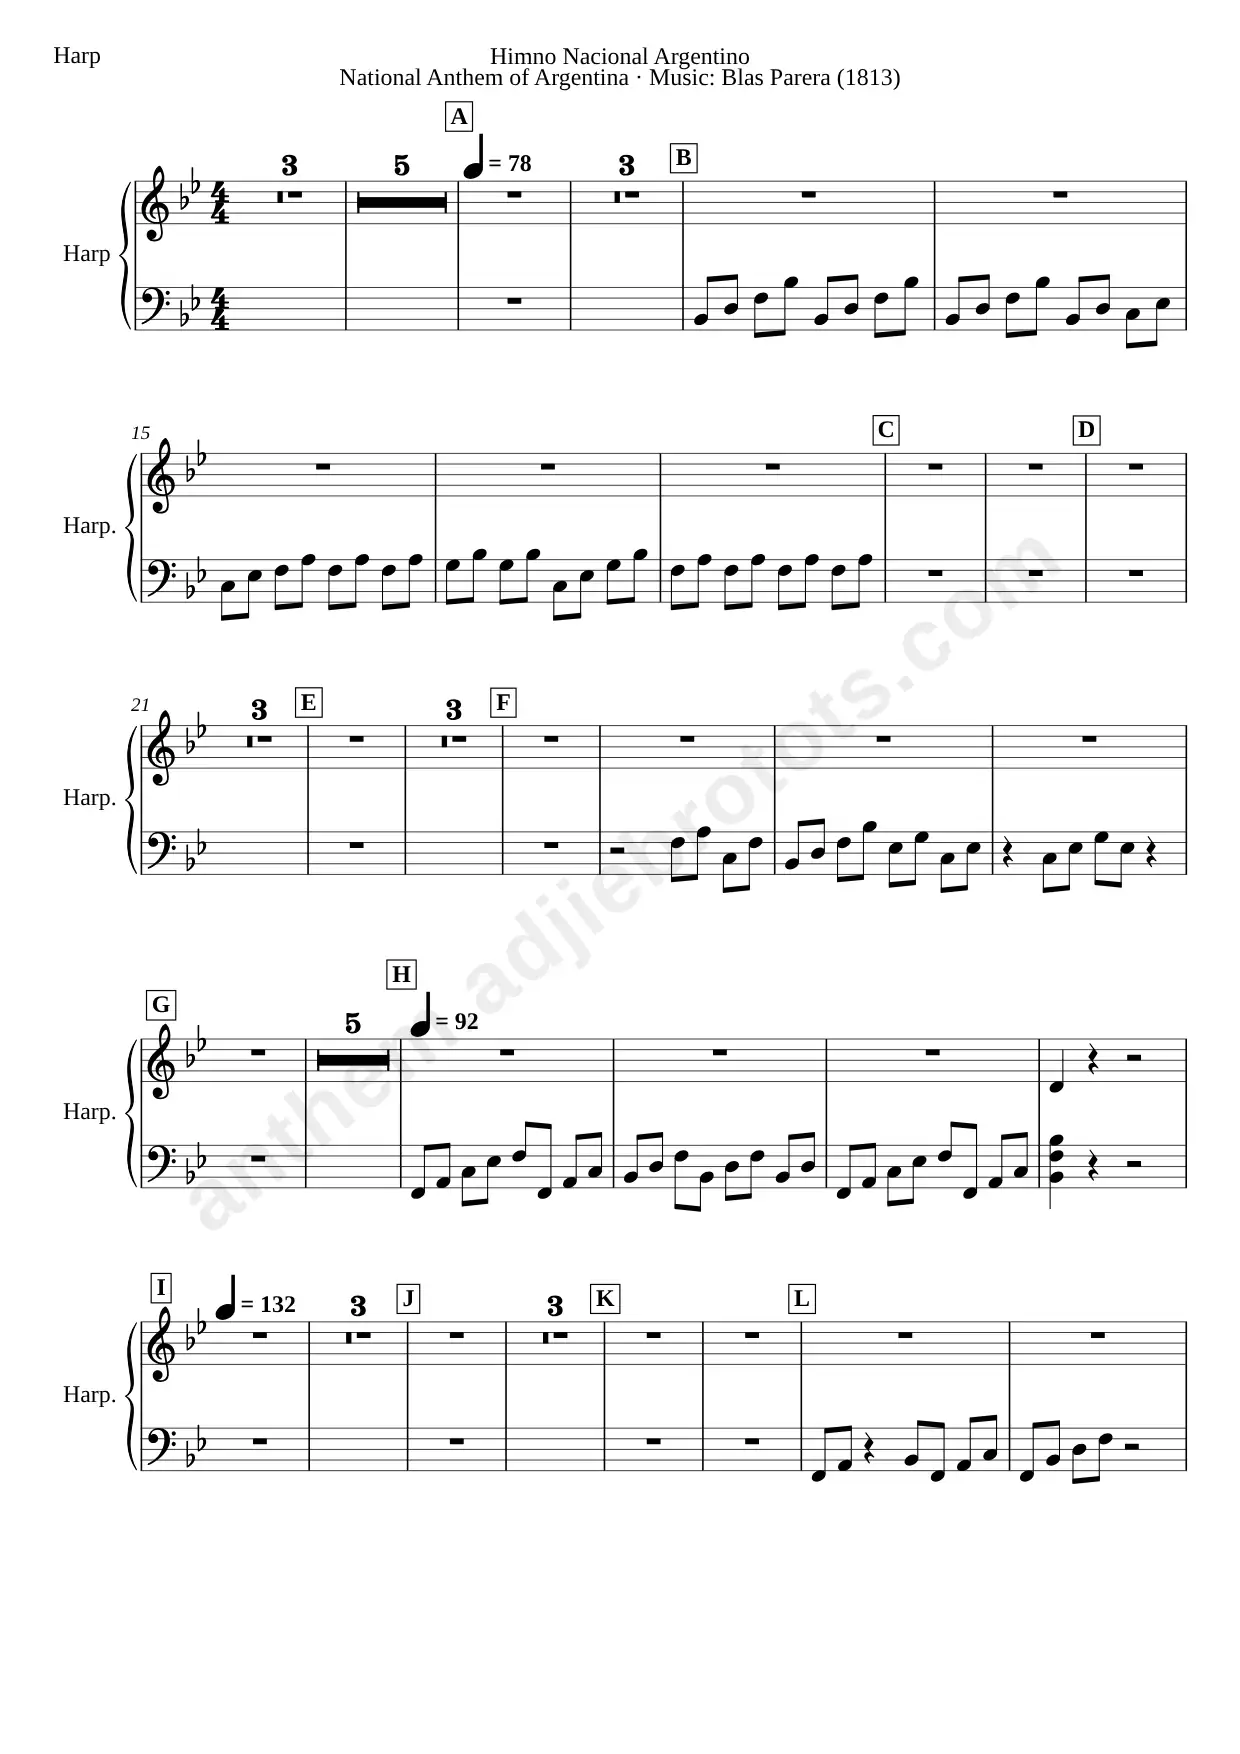 Harp
Himno Nacional Argentino
National Anthem of Argentina · Music: Blas Parera (1813)
A
3
5
= 78
3
B
Harp
15
C
D
Harp.
21
3
E
3
F
Harp.
G
5
H
= 92
Harp.
I
= 132
3
J
3
K
L
Harp.
anthem.adjiebrotots.com